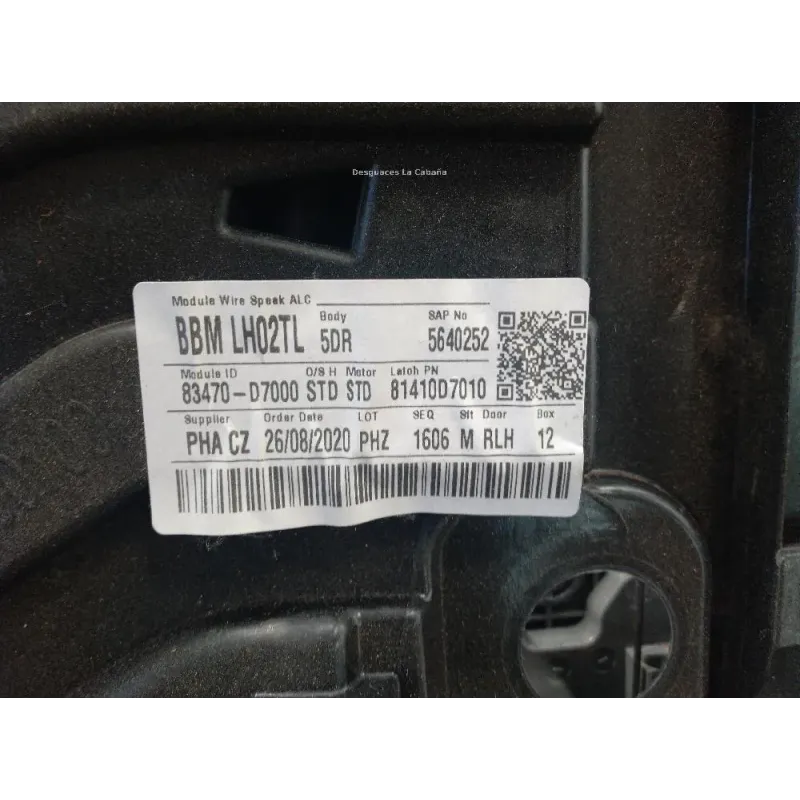 Desguaces La Cabaña
Module Wire Speak ALC
Body SAP No
BBM LH02TL 5DR 5640252
Module ID O/S H Motor Latch PN
83470-D7000 STD STD 81410D7010
Supplier Order Date LOT SEQ Sit Door Box
PHA CZ 26/08/2020 PHZ 1606 M RLH 12